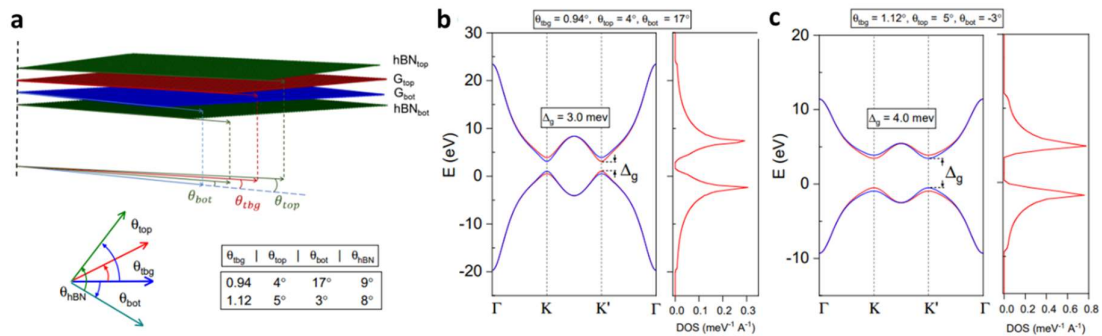 a
hBN_top
G_top
G_bot
hBN_bot
θ_bot
θ_tbg
θ_top
θ_top
θ_tbg
θ_hBN
θ_bot
θ_tbg | θ_top | θ_bot | θ_hBN
0.94 4° 17° 9°
1.12 5° 3° 8°
b
θ_tbg = 0.94°, θ_top = 4°, θ_bot = 17°
E (eV)
30
20
10
0
-10
-20
Δ_g = 3.0 mev
Δ_g
Γ K K' Γ
0.0 0.1 0.2 0.3
DOS (meV⁻¹ A⁻¹)
c
θ_tbg = 1.12°, θ_top = 5°, θ_bot = -3°
E (eV)
20
10
0
-10
Δ_g = 4.0 mev
Δ_g
Γ K K' Γ
0.0 0.2 0.4 0.6 0.8
DOS (meV⁻¹ A⁻¹)